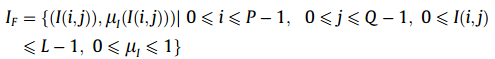 I_F = {(I(i,j)), μ_I(I(i,j)))| 0 ⩽ i ⩽ P − 1, 0 ⩽ j ⩽ Q − 1, 0 ⩽ I(i,j)
⩽ L − 1, 0 ⩽ μ_I ⩽ 1}